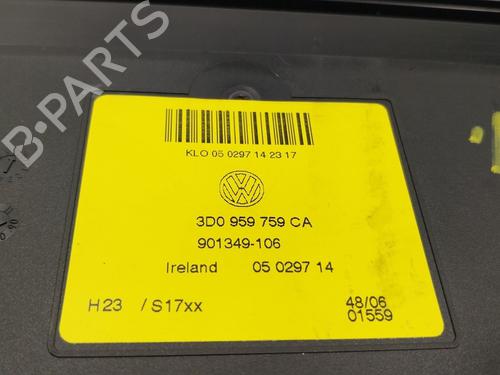 KLO 05 0297 14 23 17
3D0 959 759 CA
901349-106
Ireland 05 0297 14
H23 /S17xx
48/06
01559
B-PARTS